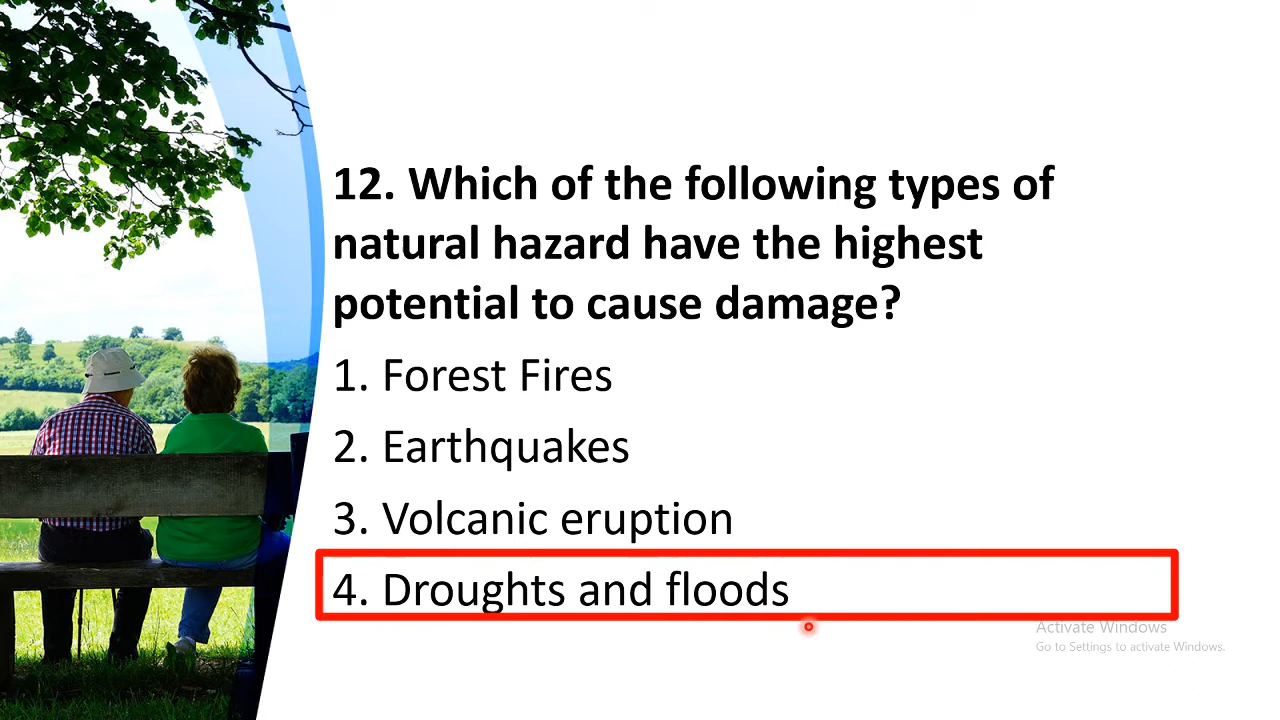 12. Which of the following types of
natural hazard have the highest
potential to cause damage?
1. Forest Fires
2. Earthquakes
3. Volcanic eruption
4. Droughts and floods
Activate Windows
Go to Settings to activate Windows.